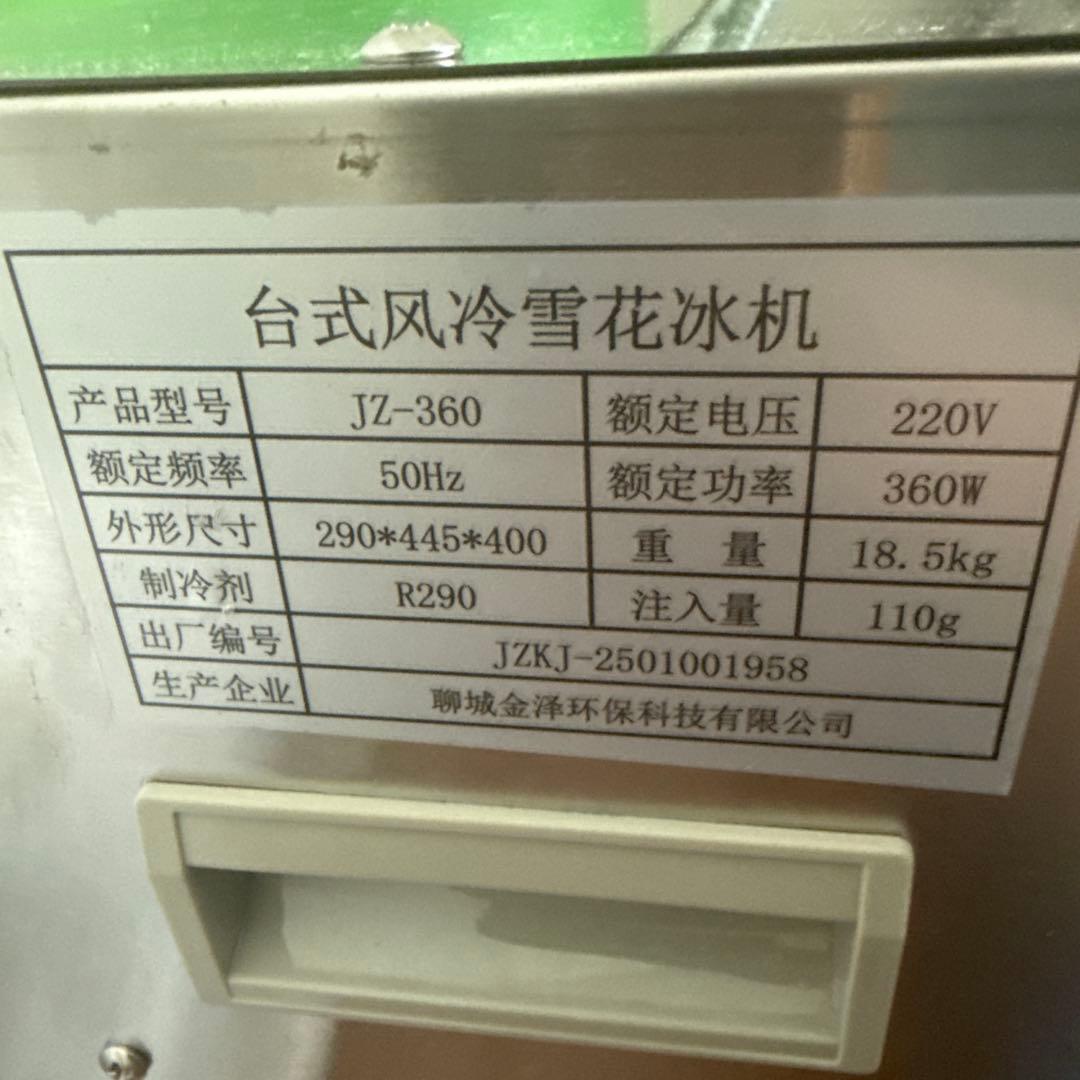 台式风冷雪花冰机
产品型号 JZ-360 额定电压 220V
额定频率 50Hz 额定功率 360W
外形尺寸 290*445*400 重 量 18.5kg
制冷剂 R290 注入量 110g
出厂编号 JZKJ-2501001958
生产企业 聊城金泽环保科技有限公司